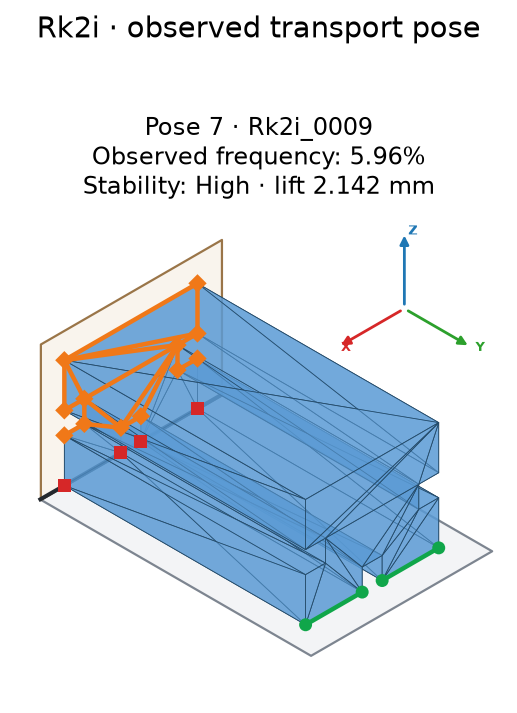 Rk2i · observed transport pose
Pose 7 · Rk2i_0009
Observed frequency: 5.96%
Stability: High · lift 2.142 mm
Z
X
Y